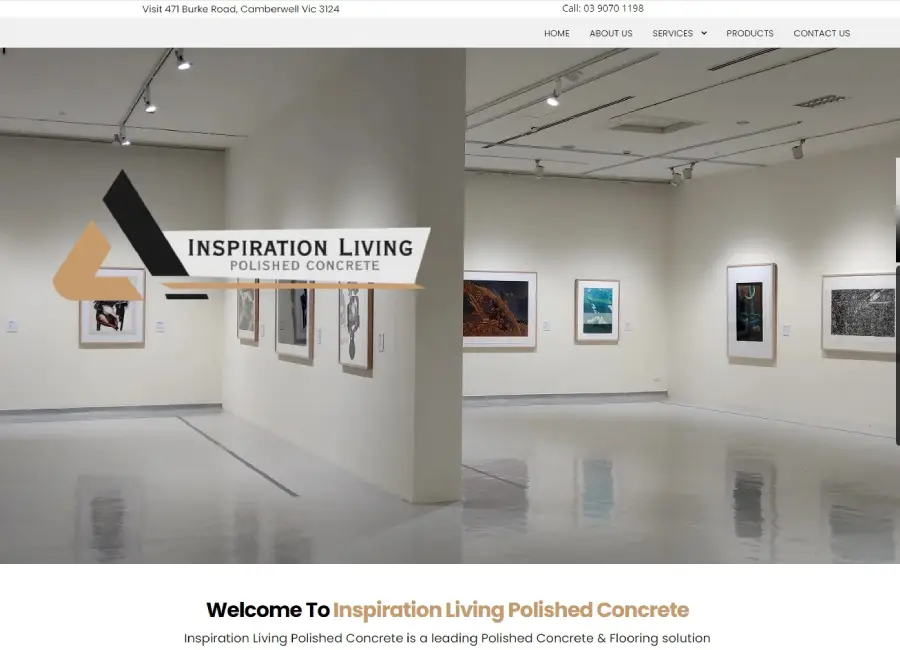 Visit 471 Burke Road, Camberwell Vic 3124
Call: 03 9070 1198
HOME ABOUT US SERVICES PRODUCTS CONTACT US
INSPIRATION LIVING
POLISHED CONCRETE
Welcome To Inspiration Living Polished Concrete
Inspiration Living Polished Concrete is a leading Polished Concrete & Flooring solution